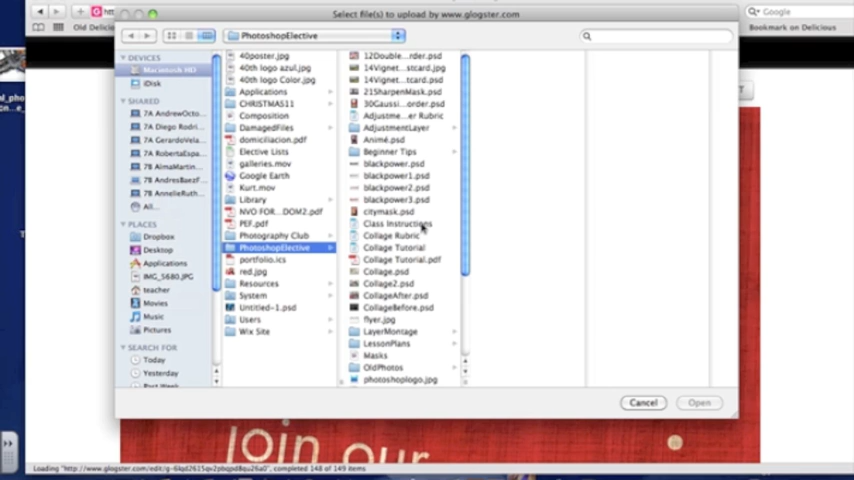 Select file(s) to upload by www.glogster.com
Google
Old Delicio
Bookmark on Delicious
PhotoshopElective
DEVICES
Macintosh HD
iDisk
SHARED
7A AndrewOcto...
7A Diego Rodri...
7A GerardoVela...
7A RobertaEspa...
7B AlmaMartin...
7B AndresBaezF...
7B AnnelieRuth...
All...
PLACES
Dropbox
Desktop
Applications
IMG_5680.JPG
teacher
Movies
Music
Pictures
SEARCH FOR
Today
Yesterday
Past Week
40poster.jpg
40th logo azul.jpg
40th logo Color.jpg
Applications
CHRISTMAS11
Composition
DamagedFiles
domiciliacion.pdf
Elective Lists
galleries.mov
Google Earth
Kurt.mov
Library
NVO FOR...DOM2.pdf
PEF.pdf
Photography Club
PhotoshopElective
portfolio.ics
red.jpg
Resources
System
Untitled-1.psd
Users
Wix Site
12Double...rder.psd
14Vignet...stcard.jpg
14Vignet...tcard.psd
21SharpenMask.psd
30Gaussi...order.psd
Adjustme...er Rubric
AdjustmentLayer
Animé.psd
Beginner Tips
blackpower.psd
blackpower1.psd
blackpower2.psd
blackpower3.psd
citymask.psd
Class Instructions
Collage Rubric
Collage Tutorial
Collage Tutorial.pdf
Collage.psd
Collage2.psd
CollageAfter.psd
CollageBefore.psd
flyer.jpg
LayerMontage
LessonPlans
Masks
OldPhotos
photoshoplogo.jpg
Cancel
Open
Join our